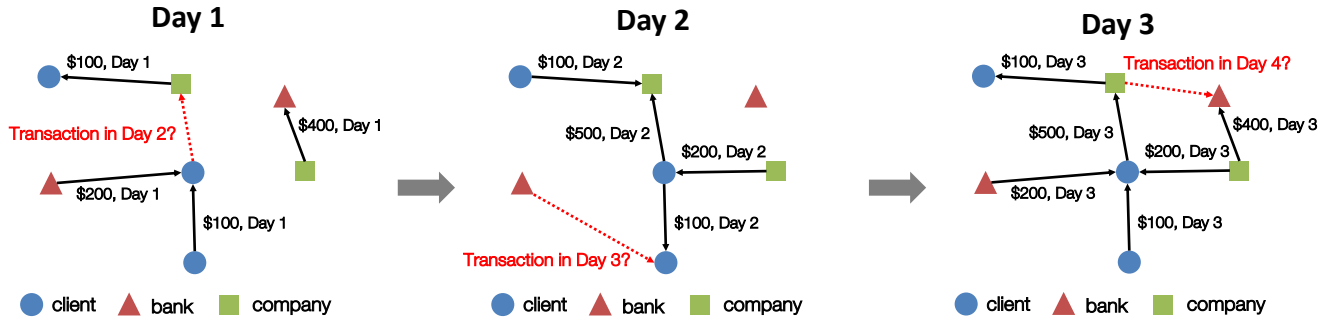 Day 1
$100, Day 1
Transaction in Day 2?
$400, Day 1
$200, Day 1
$100, Day 1
client
bank
company
Day 2
$100, Day 2
$500, Day 2
$200, Day 2
$100, Day 2
Transaction in Day 3?
client
bank
company
Day 3
$100, Day 3
Transaction in Day 4?
$500, Day 3
$400, Day 3
$200, Day 3
$200, Day 3
$100, Day 3
client
bank
company